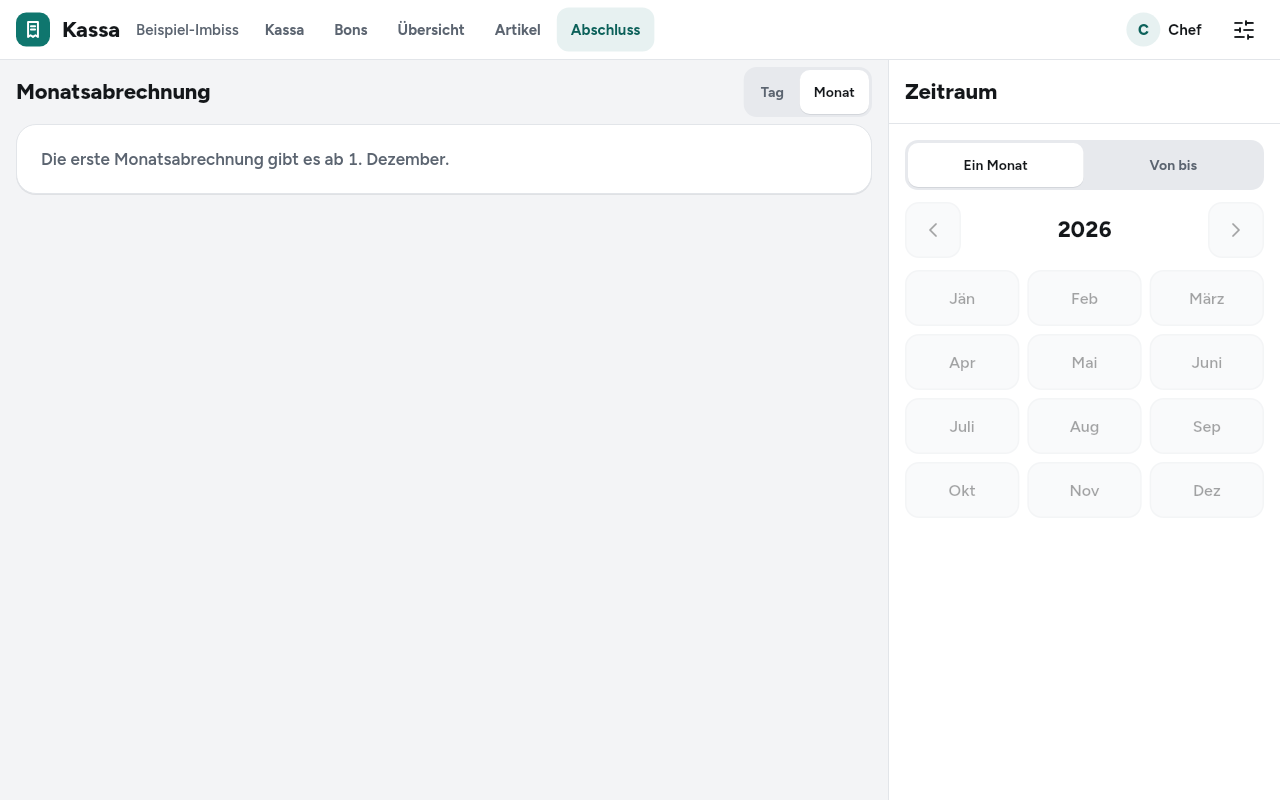 Kassa Beispiel-Imbiss Kassa Bons Übersicht Artikel Abschluss C Chef
Monatsabrechnung Tag Monat
Die erste Monatsabrechnung gibt es ab 1. Dezember.
Zeitraum
Ein Monat Von bis
2026
Jän Feb März
Apr Mai Juni
Juli Aug Sep
Okt Nov Dez